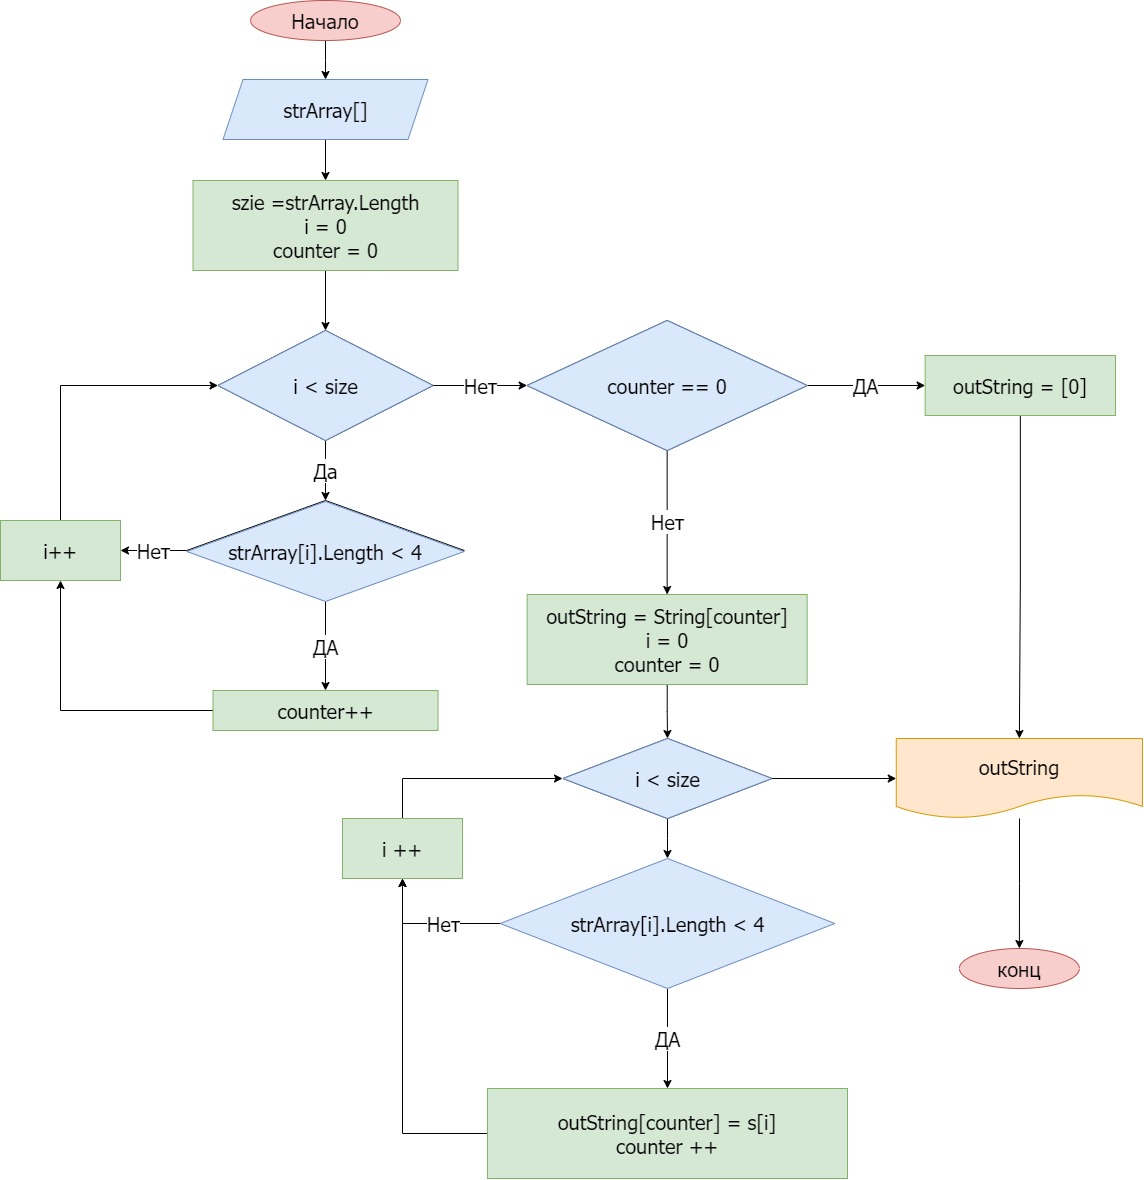 Начало
strArray[]
szie =strArray.Length
i = 0
counter = 0
i < size
Нет
counter == 0
ДА
outString = [0]
Да
strArray[i].Length < 4
Нет
i++
ДА
counter++
Нет
outString = String[counter]
i = 0
counter = 0
i < size
outString
i ++
strArray[i].Length < 4
Нет
ДА
outString[counter] = s[i]
counter ++
конц